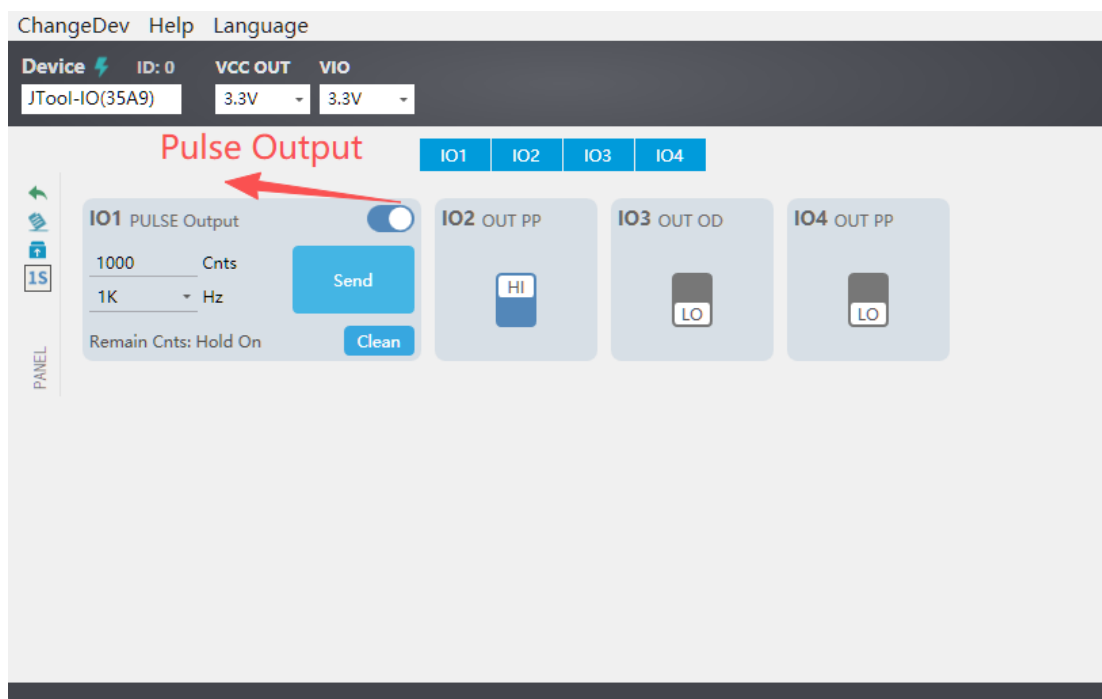 ChangeDev Help Language
Device ID: 0 VCC OUT VIO
JTool-IO(35A9) 3.3V 3.3V
Pulse Output
IO1 IO2 IO3 IO4
IO1 PULSE Output
1000 Cnts
1K Hz
Send
Remain Cnts: Hold On
Clean
IO2 OUT PP
HI
IO3 OUT OD
LO
IO4 OUT PP
LO
1S
PANEL